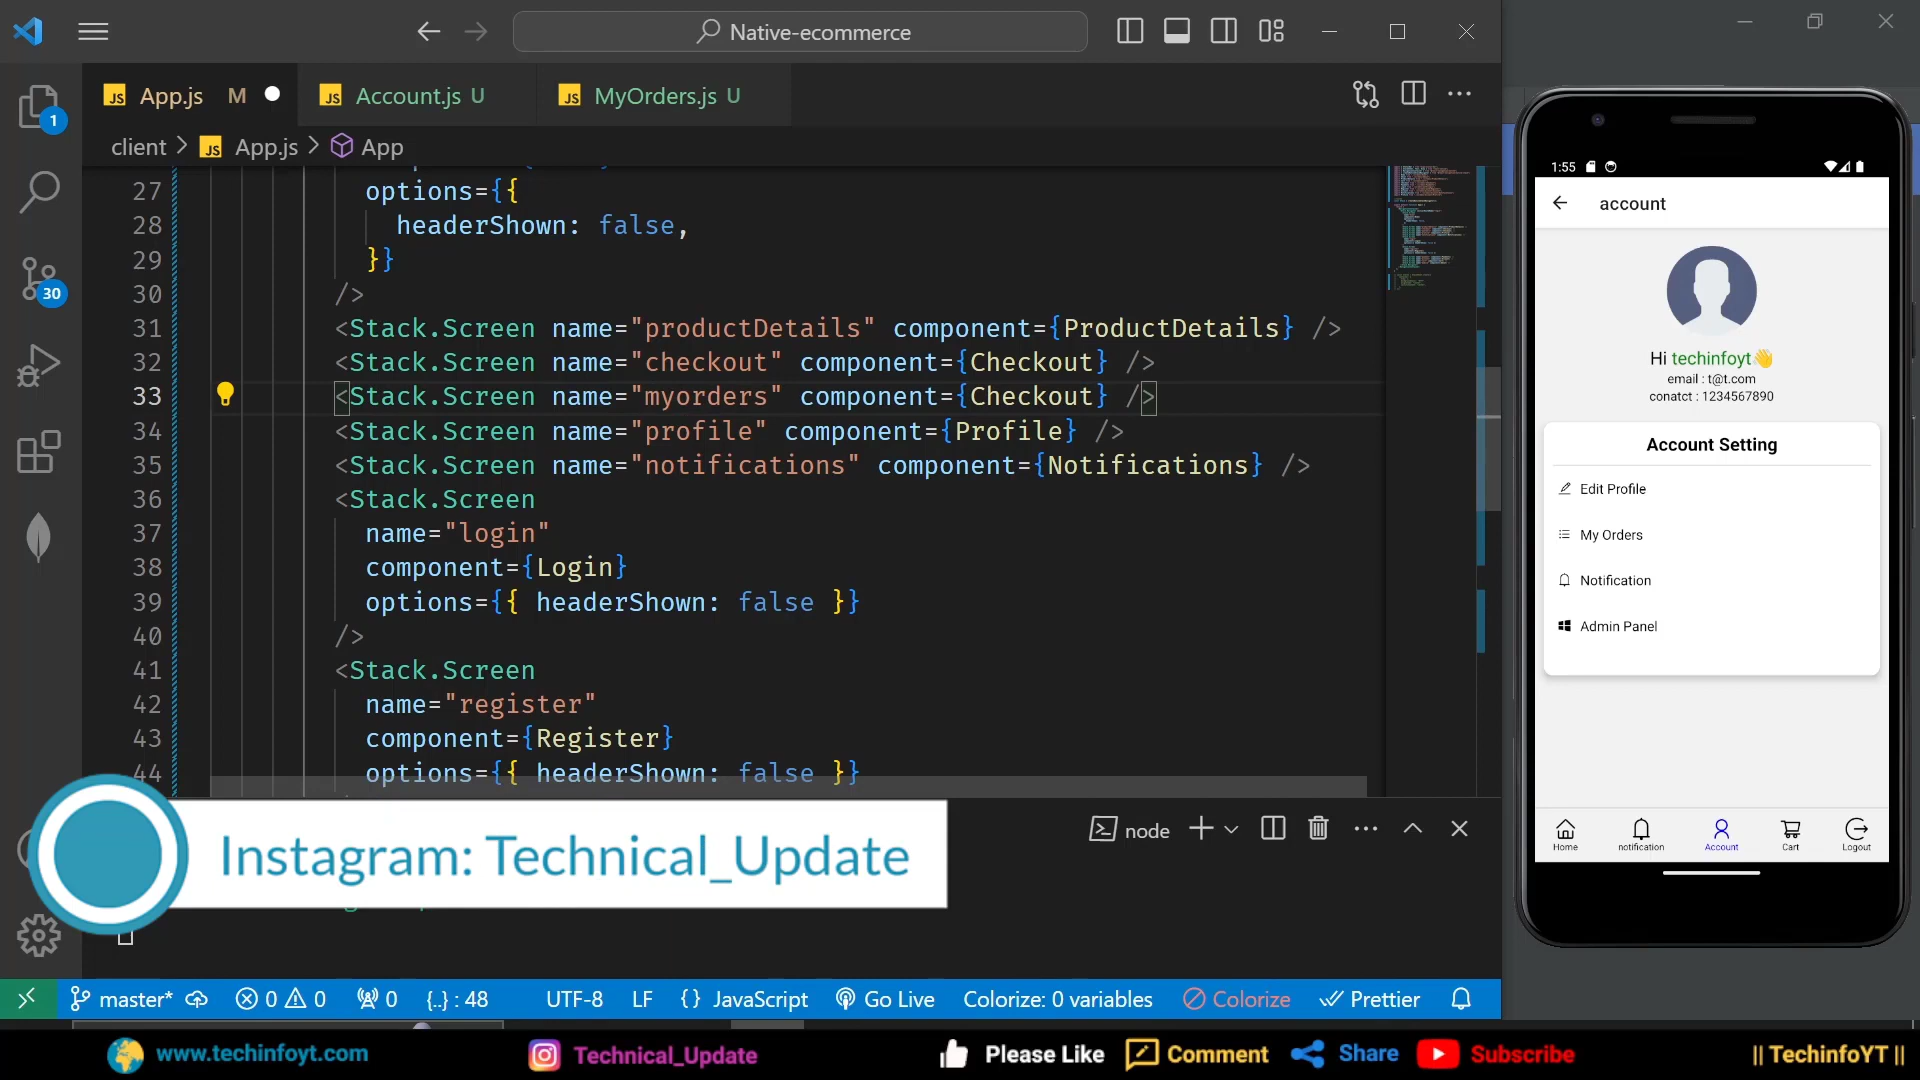 Native-ecommerce
JS App.js M
JS Account.js U
JS MyOrders.js U
client > JS App.js > App
27 options={{
28 headerShown: false,
29 }}
30 />
31 <Stack.Screen name="productDetails" component={ProductDetails} />
32 <Stack.Screen name="checkout" component={Checkout} />
33 <Stack.Screen name="myorders" component={Checkout} />
34 <Stack.Screen name="profile" component={Profile} />
35 <Stack.Screen name="notifications" component={Notifications} />
36 <Stack.Screen
37 name="login"
38 component={Login}
39 options={{ headerShown: false }}
40 />
41 <Stack.Screen
42 name="register"
43 component={Register}
44 options={{ headerShown: false }}
1
30
node
Instagram: Technical_Update
master* 0 0 0 {..} : 48 UTF-8 LF {} JavaScript Go Live Colorize: 0 variables Colorize Prettier
1:55
account
Hi techinfoyt👋
email : t@t.com
conatct : 1234567890
Account Setting
Edit Profile
My Orders
Notification
Admin Panel
Home notification Account Cart Logout
www.techinfoyt.com Technical_Update Please Like Comment Share Subscribe || TechinfoYT ||